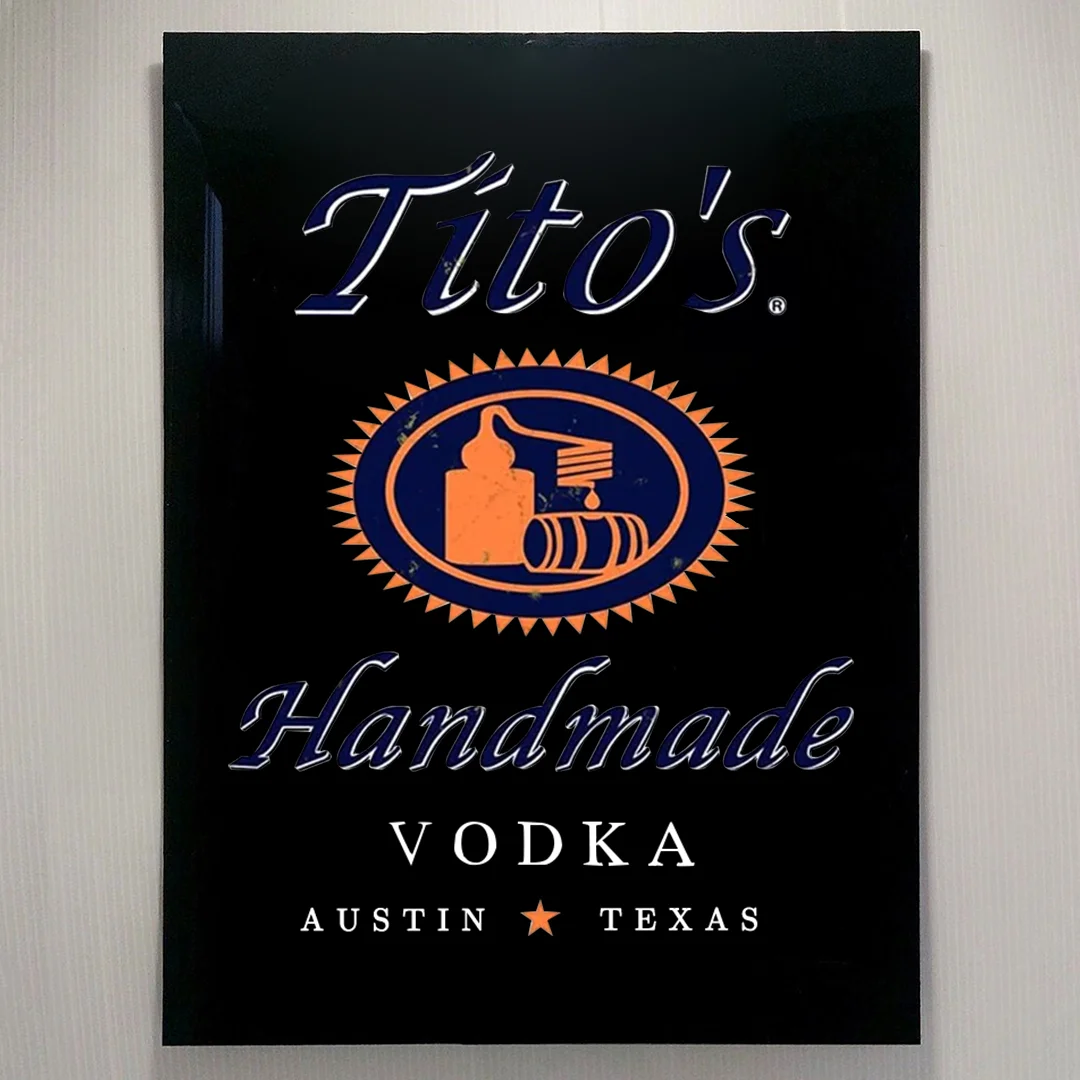 Tito's®
Handmade
VODKA
AUSTIN ★ TEXAS